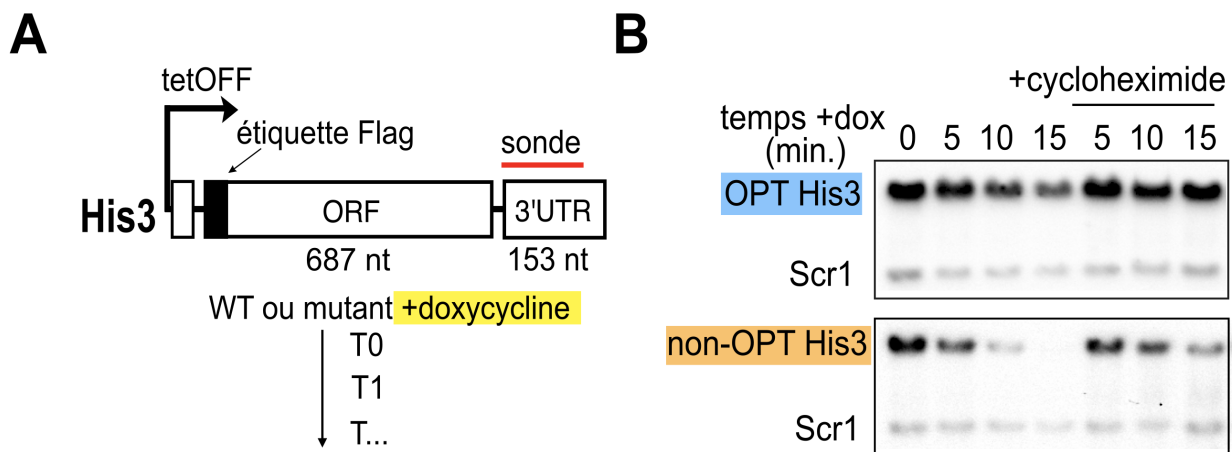 A
tetOFF
étiquette Flag
sonde
His3
ORF
3'UTR
687 nt
153 nt
WT ou mutant +doxycycline
T0
T1
T...
B
+cycloheximide
temps +dox
(min.)
0 5 10 15 5 10 15
OPT His3
Scr1
non-OPT His3
Scr1